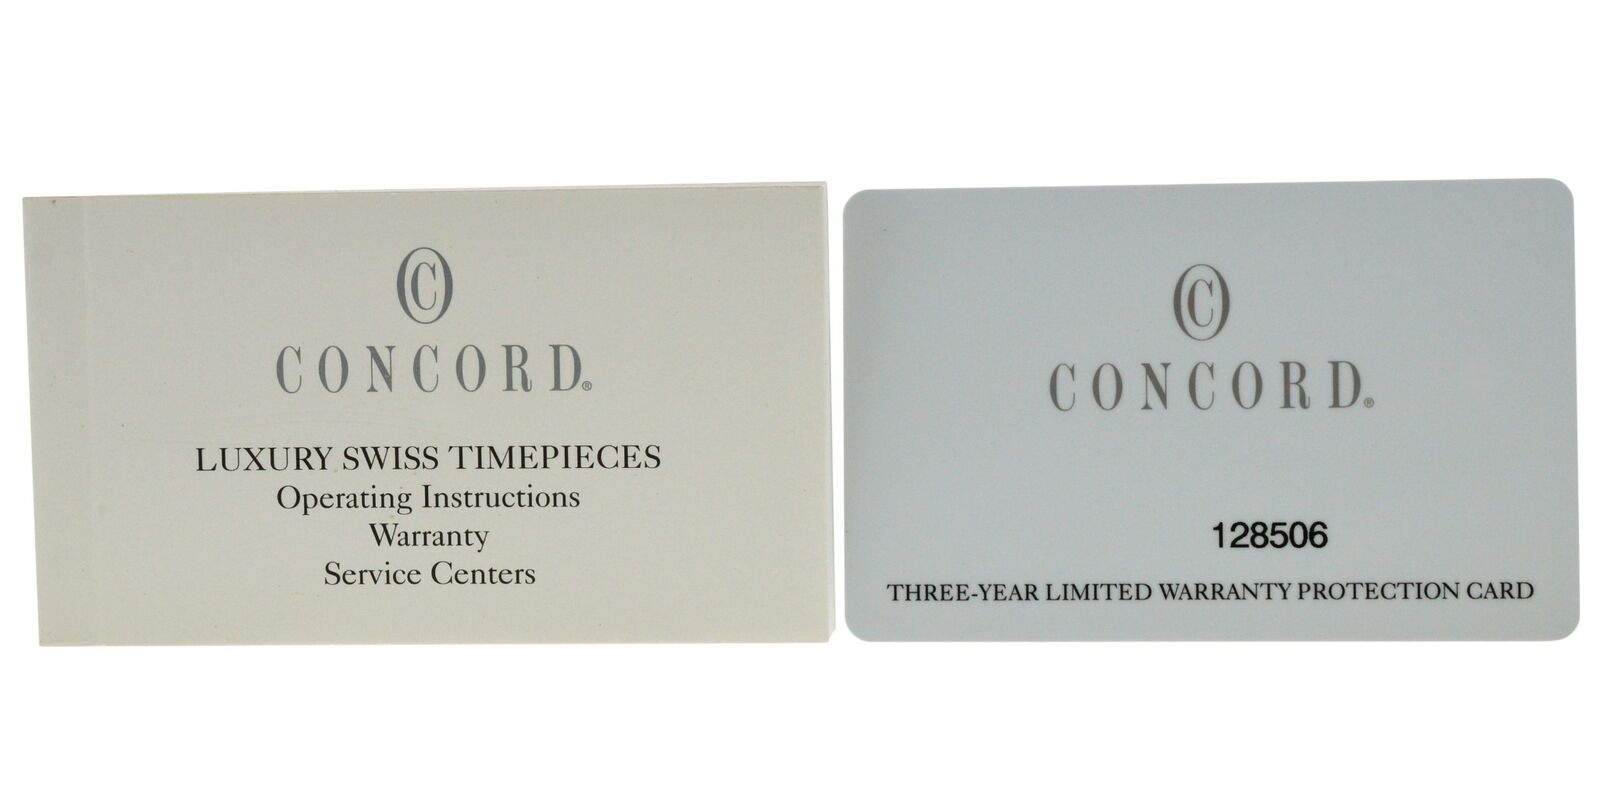 CONCORD®
LUXURY SWISS TIMEPIECES
Operating Instructions
Warranty
Service Centers
CONCORD®
128506
THREE-YEAR LIMITED WARRANTY PROTECTION CARD